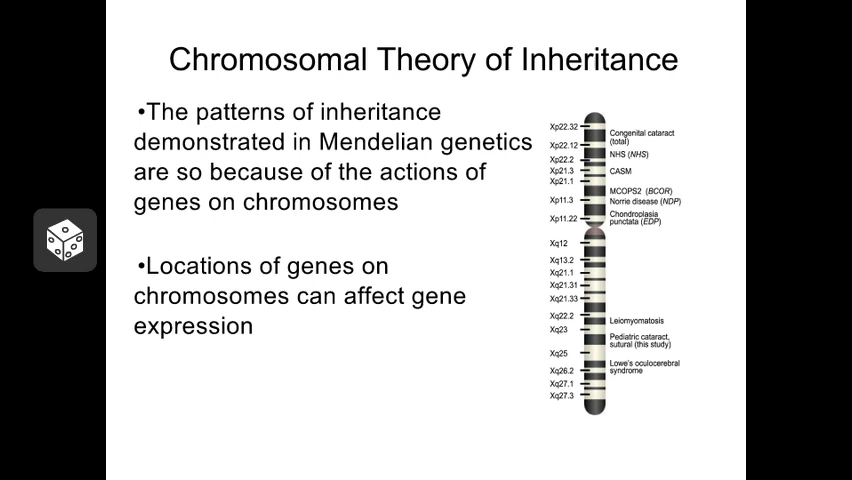 Chromosomal Theory of Inheritance
•The patterns of inheritance
demonstrated in Mendelian genetics
are so because of the actions of
genes on chromosomes
•Locations of genes on
chromosomes can affect gene
expression
Xp22.32
Congenital cataract
(total)
Xp22.12
NHS (NHS)
Xp22.2
Xp21.3
CASM
Xp21.1
MCOPS2 (BCOR)
Xp11.3
Norrie disease (NDP)
Chondroplasia
Xp11.22
punctata (EDP)
Xq12
Xq13.2
Xq21.1
Xq21.31
Xq21.33
Xq22.2
Leiomyomatosis
Xq23
Pediatric cataract,
sutural (this study)
Xq25
Lowe's oculocerebral
Xq26.2
syndrome
Xq27.1
Xq27.3